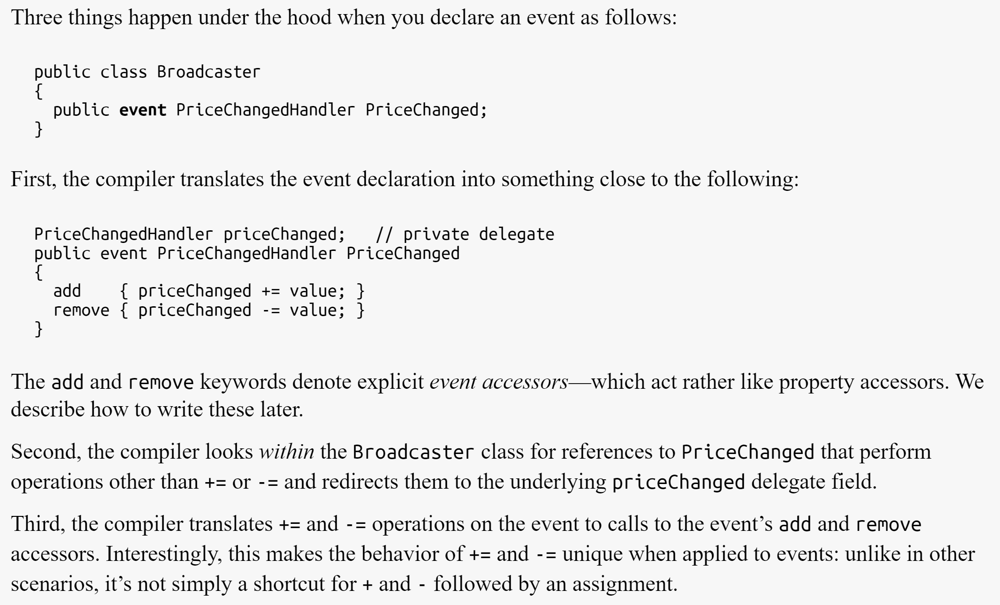 Three things happen under the hood when you declare an event as follows:
public class Broadcaster
{
  public event PriceChangedHandler PriceChanged;
}
First, the compiler translates the event declaration into something close to the following:
PriceChangedHandler priceChanged;   // private delegate
public event PriceChangedHandler PriceChanged
{
  add    { priceChanged += value; }
  remove { priceChanged -= value; }
}
The add and remove keywords denote explicit event accessors—which act rather like property accessors. We
describe how to write these later.
Second, the compiler looks within the Broadcaster class for references to PriceChanged that perform
operations other than += or -= and redirects them to the underlying priceChanged delegate field.
Third, the compiler translates += and -= operations on the event to calls to the event’s add and remove
accessors. Interestingly, this makes the behavior of += and -= unique when applied to events: unlike in other
scenarios, it’s not simply a shortcut for + and - followed by an assignment.